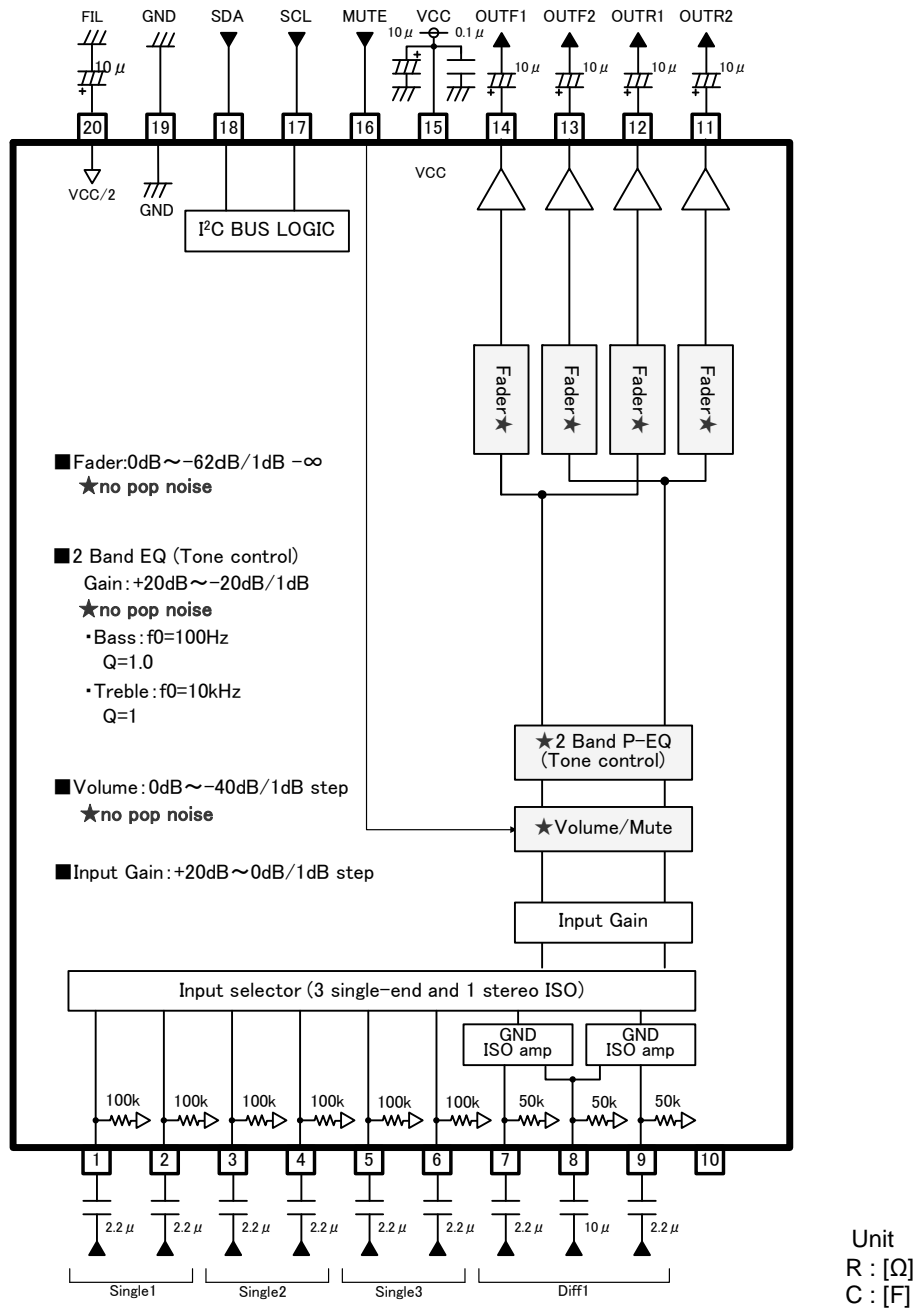 FIL GND SDA SCL MUTE VCC OUTF1 OUTF2 OUTR1 OUTR2
10μ 10μ 0.1μ 10μ 10μ 10μ 10μ
+ + + + + +
20 19 18 17 16 15 14 13 12 11
VCC/2 GND VCC
I²C BUS LOGIC
Fader★ Fader★ Fader★ Fader★
■Fader:0dB～−62dB/1dB −∞
★no pop noise
■2 Band EQ (Tone control)
Gain:+20dB～−20dB/1dB
★no pop noise
・Bass:f0=100Hz
Q=1.0
・Treble:f0=10kHz
Q=1
★2 Band P−EQ
(Tone control)
■Volume:0dB～−40dB/1dB step
★no pop noise
★Volume/Mute
■Input Gain:+20dB～0dB/1dB step
Input Gain
Input selector (3 single-end and 1 stereo ISO)
GND
ISO amp
GND
ISO amp
100k 100k 100k 100k 100k 100k 50k 50k 50k
1 2 3 4 5 6 7 8 9 10
2.2μ 2.2μ 2.2μ 2.2μ 2.2μ 2.2μ 2.2μ 10μ 2.2μ
Single1 Single2 Single3 Diff1
Unit
R : [Ω]
C : [F]